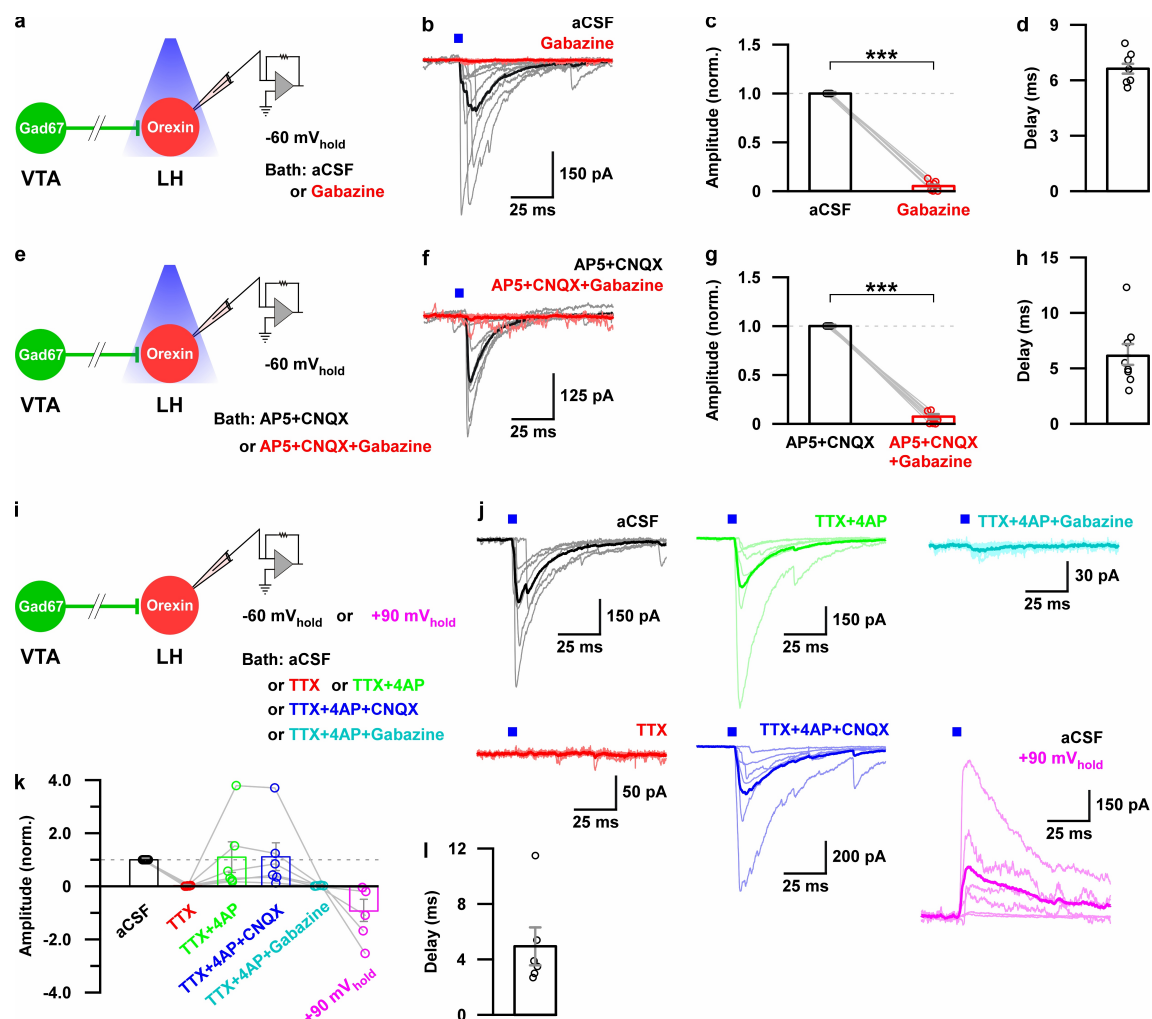 a
Gad67
VTA
Orexin
LH
-60 mVhold
Bath: aCSF
or Gabazine
b
aCSF
Gabazine
150 pA
25 ms
c
Amplitude (norm.)
1.5
1.0
0.5
0
***
aCSF
Gabazine
d
Delay (ms)
9
6
3
0
e
Gad67
VTA
Orexin
LH
-60 mVhold
Bath: AP5+CNQX
or AP5+CNQX+Gabazine
f
AP5+CNQX
AP5+CNQX+Gabazine
125 pA
25 ms
g
Amplitude (norm.)
1.5
1.0
0.5
0
***
AP5+CNQX
AP5+CNQX
+Gabazine
h
Delay (ms)
15
10
5
0
i
Gad67
VTA
Orexin
LH
-60 mVhold or +90 mVhold
Bath: aCSF
or TTX or TTX+4AP
or TTX+4AP+CNQX
or TTX+4AP+Gabazine
j
aCSF
150 pA
25 ms
TTX+4AP
150 pA
25 ms
TTX+4AP+Gabazine
30 pA
25 ms
TTX
50 pA
25 ms
TTX+4AP+CNQX
200 pA
25 ms
aCSF
+90 mVhold
150 pA
25 ms
k
Amplitude (norm.)
4.0
2.0
0
-2.0
-4.0
aCSF
TTX
TTX+4AP
TTX+4AP+CNQX
TTX+4AP+Gabazine
+90 mVhold
l
Delay (ms)
12
8
4
0